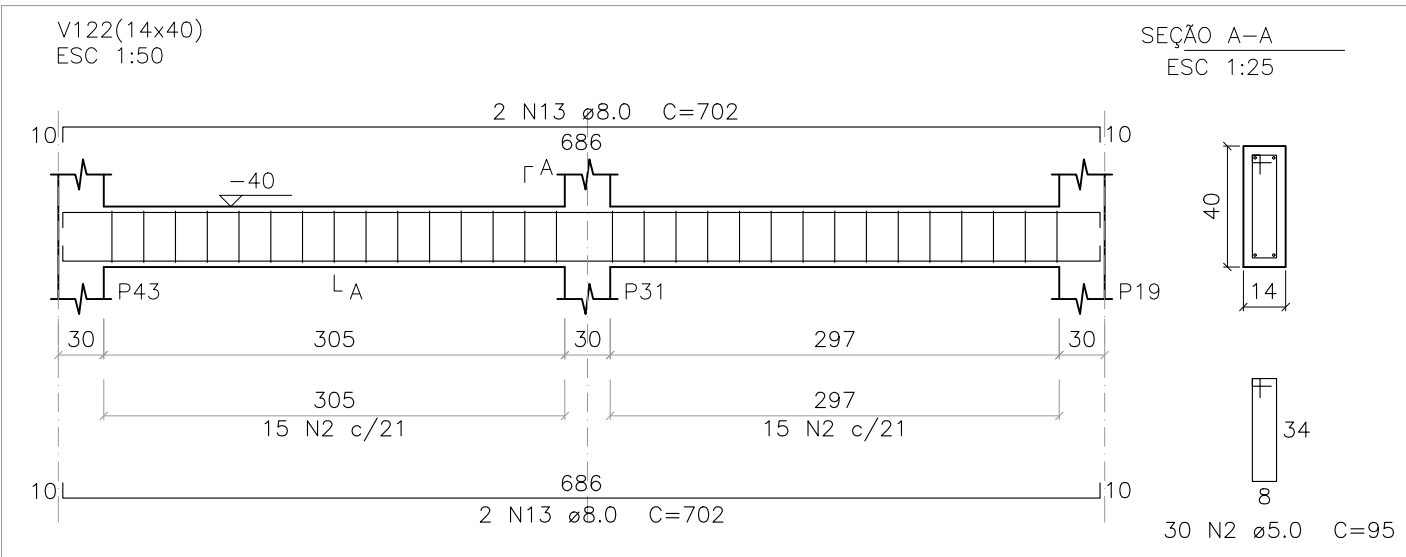 V122(14x40)
ESC 1:50
SEÇÃO A-A
ESC 1:25
2 N13 ø8.0 C=702
10
686
10
A
-40
40
A
P43
P31
P19
14
30
305
30
297
30
305
297
15 N2 c/21
15 N2 c/21
34
10
686
10
8
2 N13 ø8.0 C=702
30 N2 ø5.0 C=95